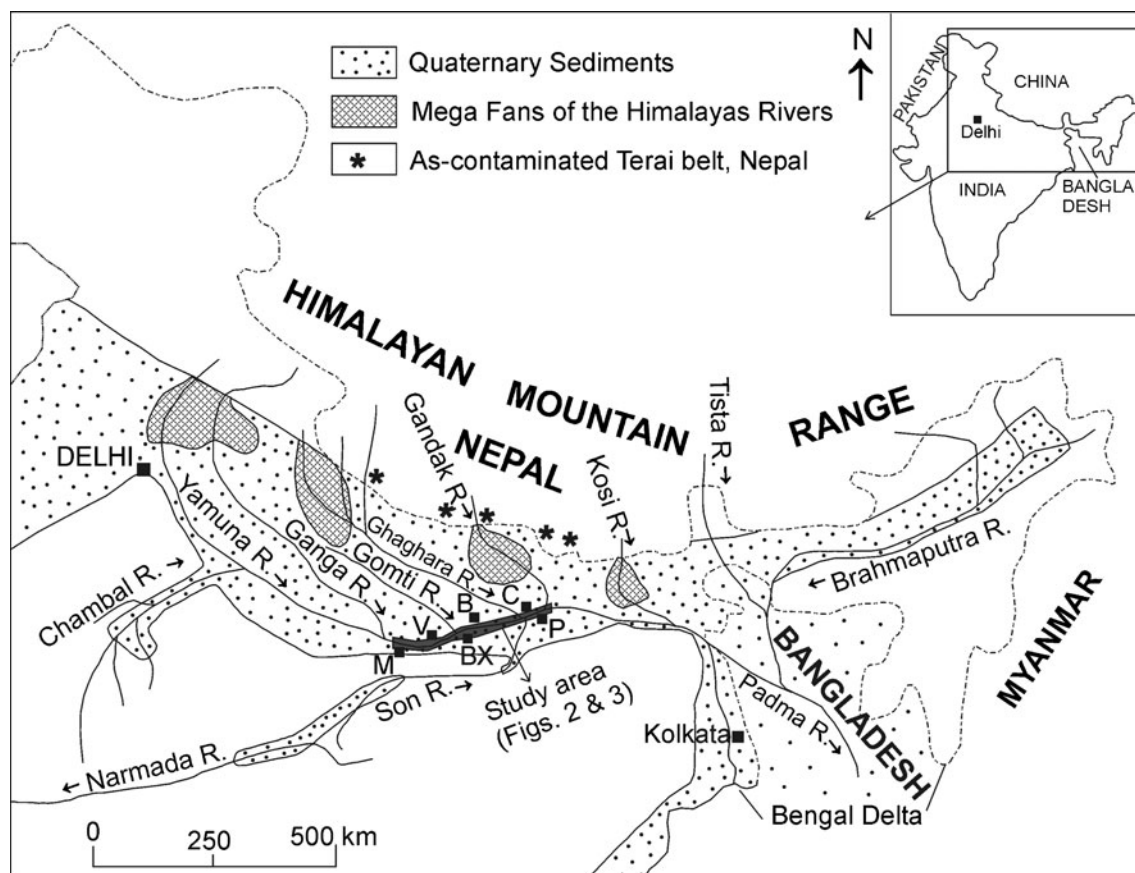 Quaternary Sediments
Mega Fans of the Himalayas Rivers
* As-contaminated Terai belt, Nepal
N
PAKISTAN
CHINA
Delhi
INDIA
BANGLA
DESH
HIMALAYAN MOUNTAIN RANGE
NEPAL
DELHI
Gandak R.
Kosi R.
Tista R.
Yamuna R.
Ganga R.
Gomti R.
Ghaghara R.
Chambal R.
Brahmaputra R.
B
C
V
P
M
BX
Son R.
Study area
(Figs. 2 & 3)
Padma R.
BANGLADESH
MYANMAR
Kolkata
Narmada R.
Bengal Delta
0 250 500 km